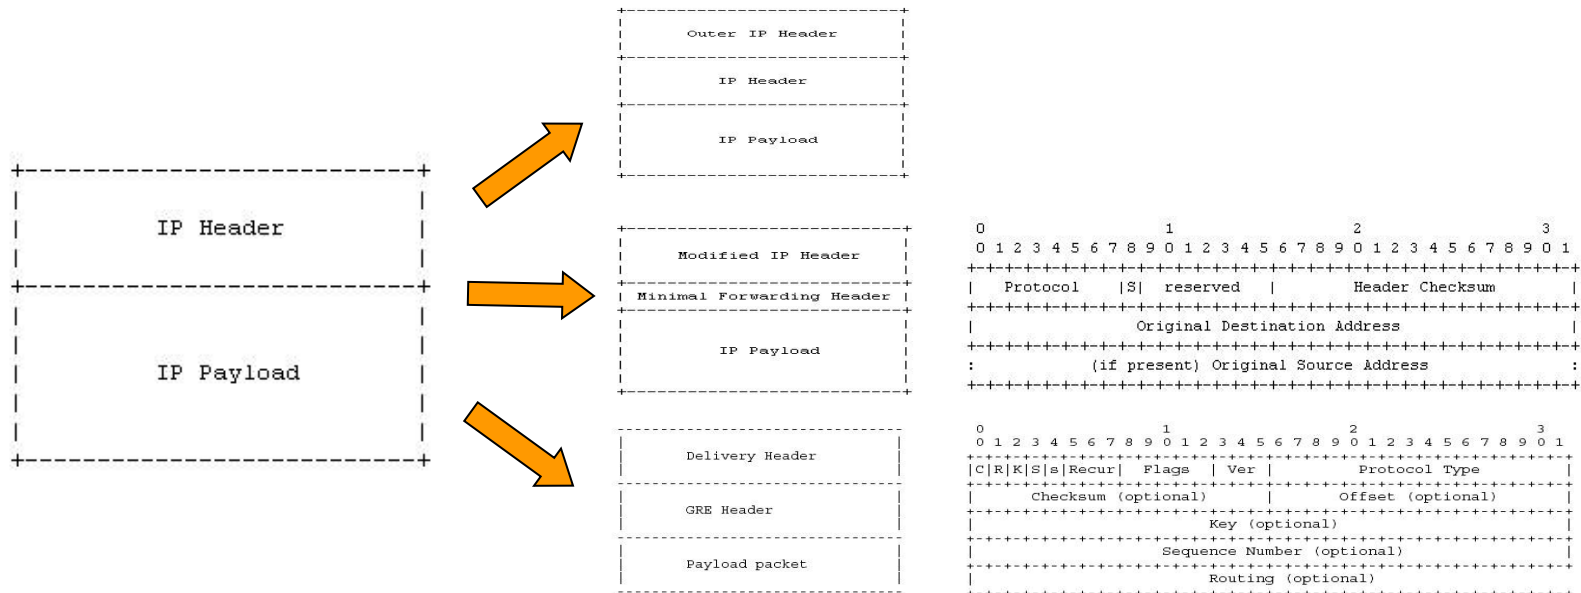 IP Header
IP Payload
Outer IP Header
IP Header
IP Payload
Modified IP Header
Minimal Forwarding Header
IP Payload
Delivery Header
GRE Header
Payload packet
0 1 2 3
0 1 2 3 4 5 6 7 8 9 0 1 2 3 4 5 6 7 8 9 0 1 2 3 4 5 6 7 8 9 0 1
| Protocol |S| reserved | Header Checksum |
| Original Destination Address |
: (if present) Original Source Address :
0 1 2 3
0 1 2 3 4 5 6 7 8 9 0 1 2 3 4 5 6 7 8 9 0 1 2 3 4 5 6 7 8 9 0 1
|C|R|K|S|s|Recur| Flags | Ver | Protocol Type |
| Checksum (optional) | Offset (optional) |
| Key (optional) |
| Sequence Number (optional) |
| Routing (optional) |